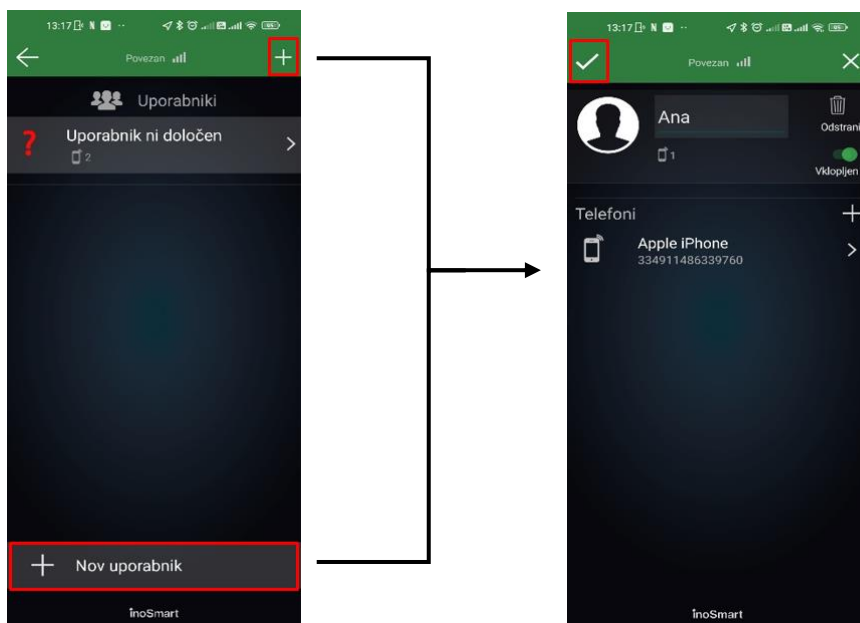 13:17
Povezan
Uporabniki
Uporabnik ni določen
2
Nov uporabnik
inoSmart
13:17
Povezan
Ana
1
Odstrani
Vklopljen
Telefoni
Apple iPhone
334911486339760
inoSmart